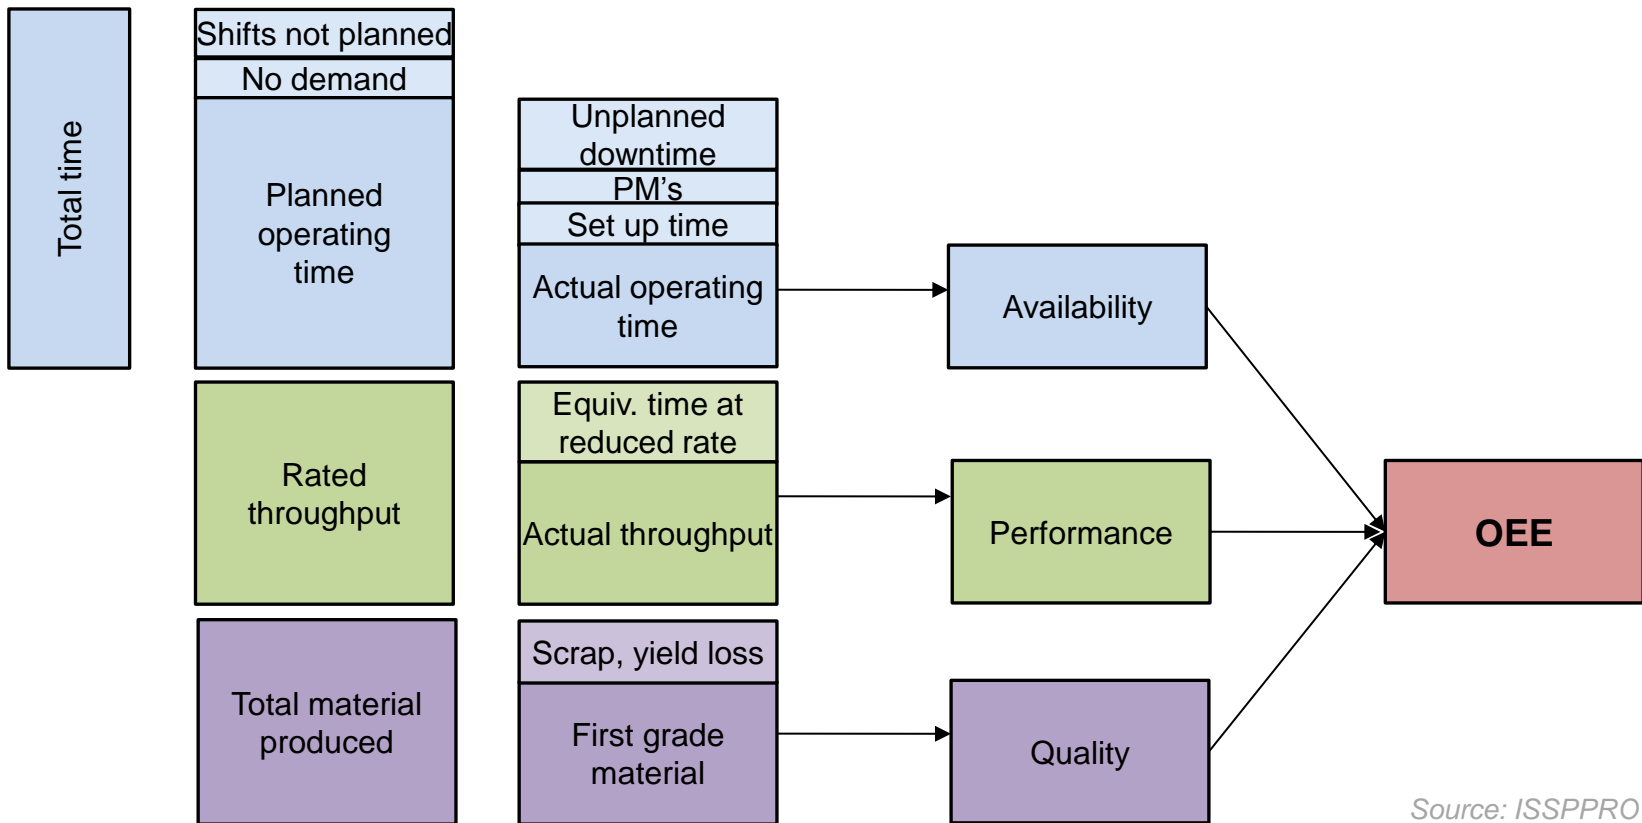 Total time
Shifts not planned
No demand
Planned
operating
time
Unplanned
downtime
PM’s
Set up time
Actual operating
time
Availability
Rated
throughput
Equiv. time at
reduced rate
Actual throughput
Performance
OEE
Total material
produced
Scrap, yield loss
First grade
material
Quality
Source: ISSPPRO